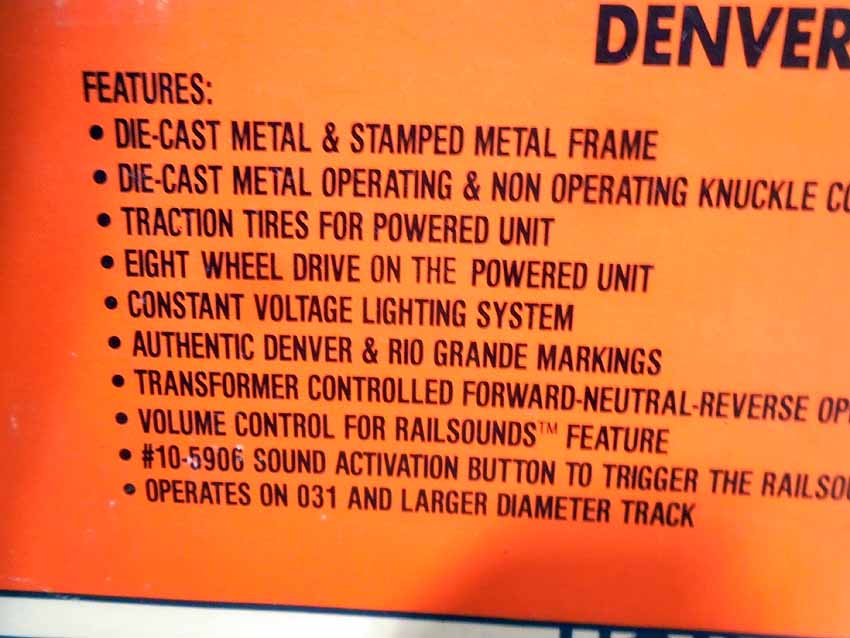 DENVER
FEATURES:
• DIE-CAST METAL & STAMPED METAL FRAME
• DIE-CAST METAL OPERATING & NON OPERATING KNUCKLE CO
• TRACTION TIRES FOR POWERED UNIT
• EIGHT WHEEL DRIVE ON THE POWERED UNIT
• CONSTANT VOLTAGE LIGHTING SYSTEM
• AUTHENTIC DENVER & RIO GRANDE MARKINGS
• TRANSFORMER CONTROLLED FORWARD-NEUTRAL-REVERSE OP
• VOLUME CONTROL FOR RAILSOUNDS™ FEATURE
• #10-5906 SOUND ACTIVATION BUTTON TO TRIGGER THE RAILSO
• OPERATES ON 031 AND LARGER DIAMETER TRACK